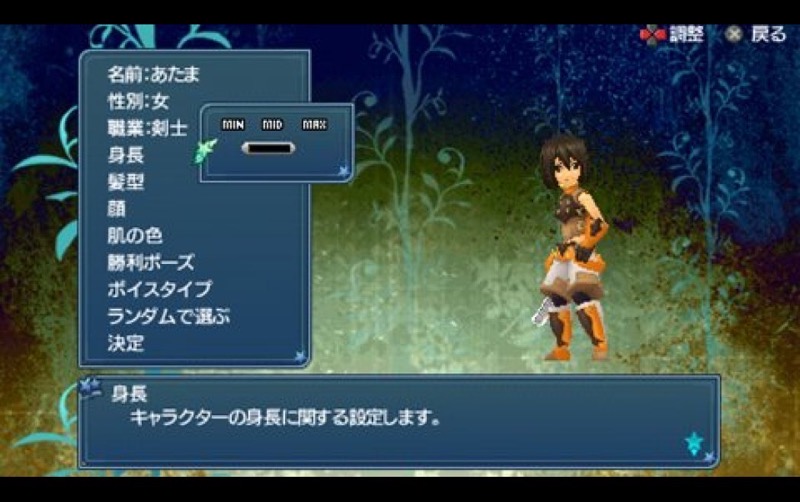 調整 戻る
名前:あたま
性別:女
職業:剣士
MIN MID MAX
身長
髪型
顔
肌の色
勝利ポーズ
ボイスタイプ
ランダムで選ぶ
決定
身長
キャラクターの身長に関する設定します。